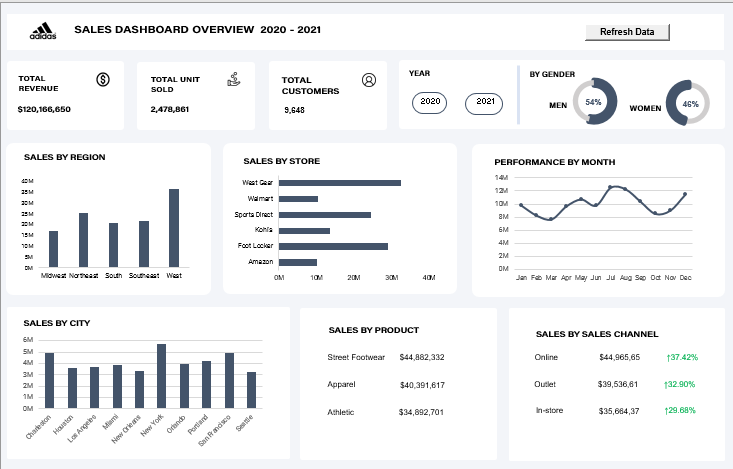 adidas
SALES DASHBOARD OVERVIEW 2020 - 2021
Refresh Data
TOTAL
REVENUE
$120,166,650
TOTAL UNIT
SOLD
2,478,861
TOTAL
CUSTOMERS
9,648
YEAR
2020
2021
BY GENDER
MEN
54%
WOMEN
46%
SALES BY REGION
40M
35M
30M
25M
20M
15M
10M
5M
0M
Midwest Northeast South Southeast West
SALES BY STORE
West Gear
Walmart
Sports Direct
Kohls
Foot Locker
Amazon
0M 10M 20M 30M 40M
PERFORMANCE BY MONTH
14M
12M
10M
8M
6M
4M
2M
0M
Jan Feb Mar Apr May Jun Jul Aug Sep Oct Nov Dec
SALES BY CITY
6M
5M
4M
3M
2M
1M
0M
Charleston
Houston
Los Angeles
Miami
New Orleans
New York
Orlando
Portland
San Francisco
Seattle
SALES BY PRODUCT
Street Footwear $44,882,332
Apparel $40,391,617
Athletic $34,892,701
SALES BY SALES CHANNEL
Online $44,965,65 ↑37.42%
Outlet $39,536,61 ↑32.90%
In-store $35,664,37 ↑29.68%